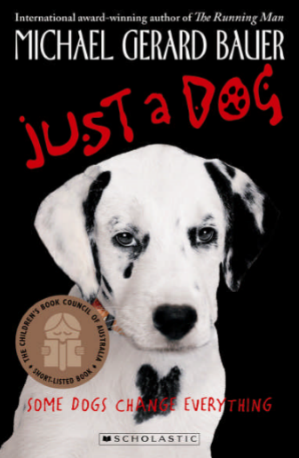 International award-winning author of The Running Man
MICHAEL GERARD BAUER
just a DOG
THE CHILDREN'S BOOK COUNCIL OF AUSTRALIA
SHORT-LISTED BOOK
SOME DOGS CHANGE EVERYTHING
SCHOLASTIC